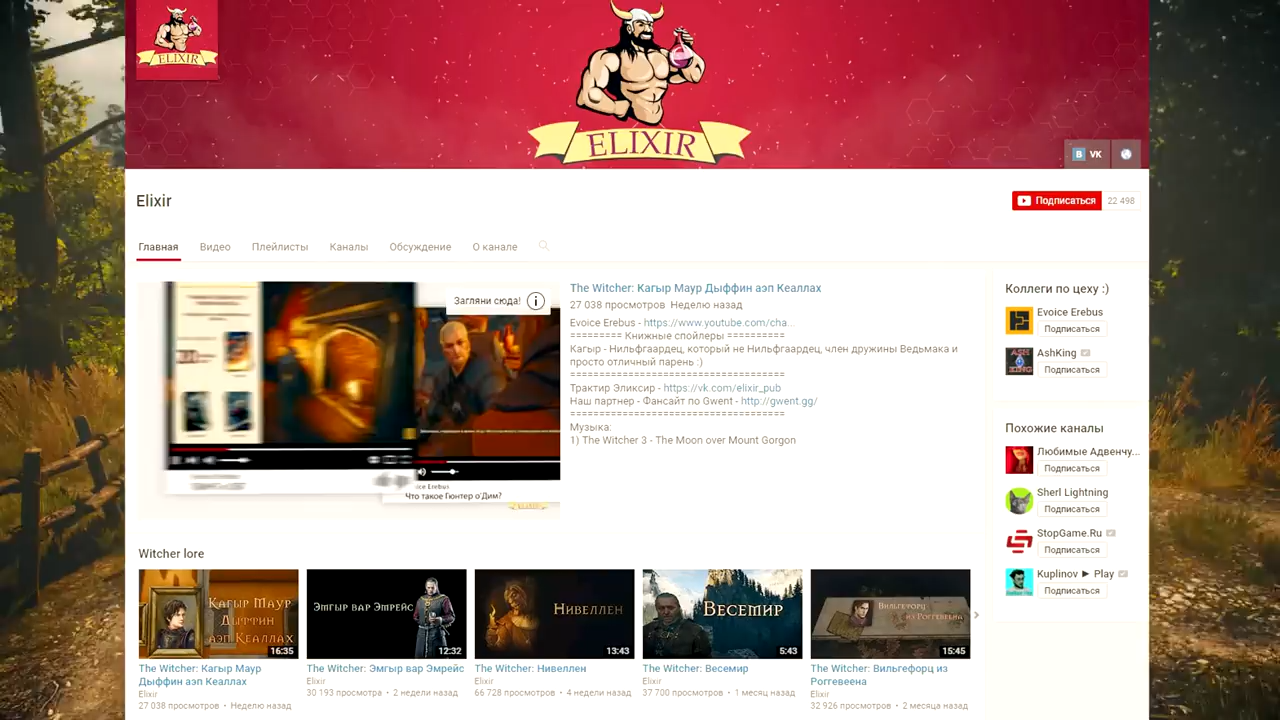 ELIXIR
ELIXIR
VK
Elixir
Подписаться 22 498
Главная Видео Плейлисты Каналы Обсуждение О канале
Загляни сюда!
Что такое Гюнтер о'Дим?
The Witcher: Кагыр Маур Дыффин аэп Кеаллах
27 038 просмотров Неделю назад
Evoice Erebus - https://www.youtube.com/cha...
========= Книжные спойлеры ==========
Кагыр - Нильфгаардец, который не Нильфгаардец, член дружины Ведьмака и
просто отличный парень :)
===================================
Трактир Эликсир - https://vk.com/elixir_pub
Наш партнер - Фансайт по Gwent - http://gwent.gg/
===================================
Музыка:
1) The Witcher 3 - The Moon over Mount Gorgon
Коллеги по цеху :)
Evoice Erebus
Подписаться
ASH KING
AshKing
Подписаться
Похожие каналы
Любимые Адвенчу...
Подписаться
Sherl Lightning
Подписаться
StopGame.Ru
Подписаться
Kuplinov ► Play
Подписаться
Witcher lore
Кагыр Маур
Дыффин
аэп Кеаллах
16:35
Эмгыр вар Эмрейс
12:32
Нивеллен
13:43
Весемир
5:43
Вильгефорц
из Роггевеена
15:45
The Witcher: Кагыр Маур
Дыффин аэп Кеаллах
Elixir
27 038 просмотров • Неделю назад
The Witcher: Эмгыр вар Эмрейс
Elixir
30 193 просмотра • 2 недели назад
The Witcher: Нивеллен
Elixir
66 728 просмотров • 4 недели назад
The Witcher: Весемир
Elixir
37 700 просмотров • 1 месяц назад
The Witcher: Вильгефорц из
Роггевеена
Elixir
32 926 просмотров • 2 месяца назад